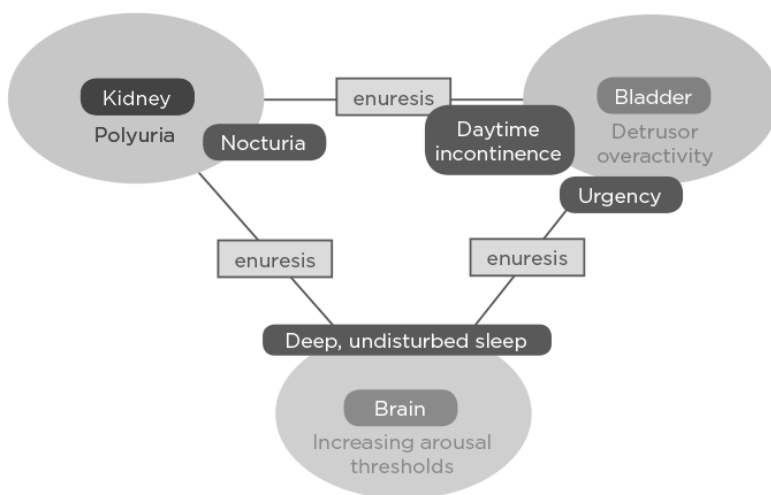 Kidney
Polyuria
Nocturia
enuresis
Daytime
incontinence
Bladder
Detrusor
overactivity
Urgency
enuresis
enuresis
Deep, undisturbed sleep
Brain
Increasing arousal
thresholds